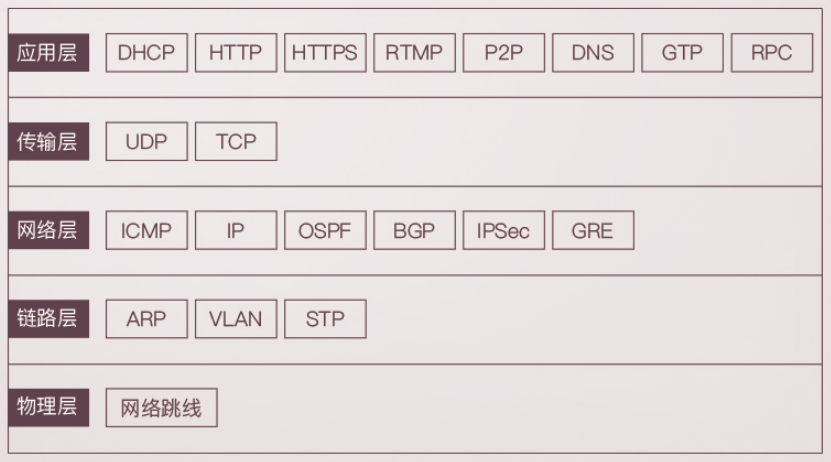 应用层 DHCP HTTP HTTPS RTMP P2P DNS GTP RPC
传输层 UDP TCP
网络层 ICMP IP OSPF BGP IPSec GRE
链路层 ARP VLAN STP
物理层 网络跳线